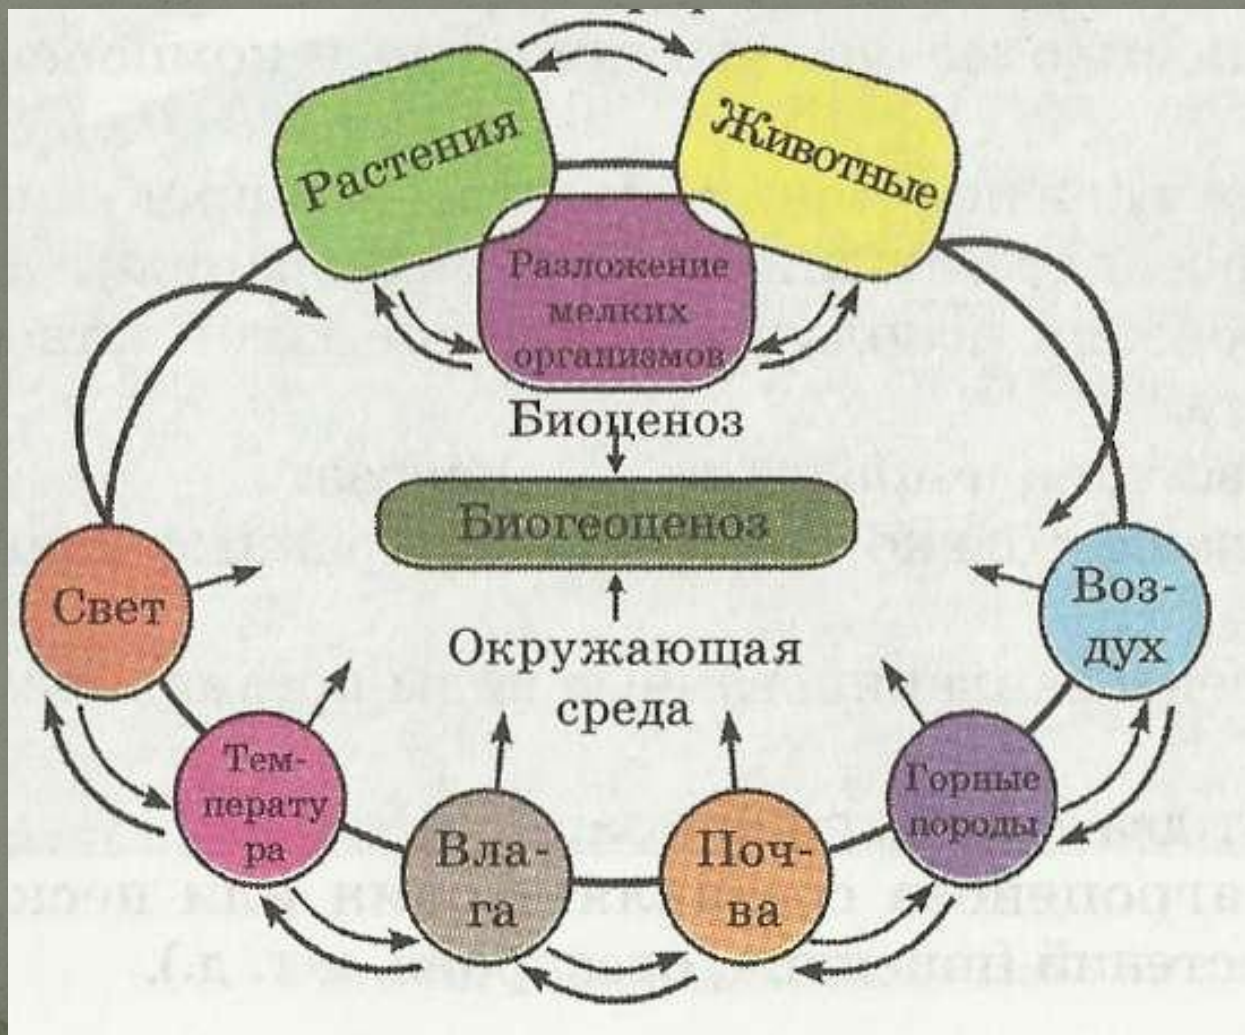 Растения
Животные
Разложение
мелких
организмов
Биоценоз
Биогеоценоз
Свет
Воз-
дух
Окружающая
среда
Тем-
перату
ра
Горные
породы
Вла-
га
Поч-
ва